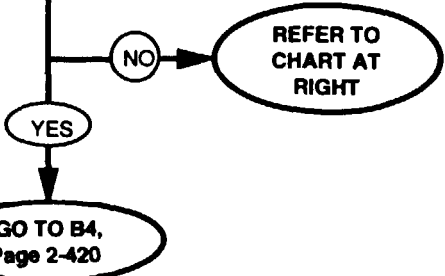 NO
REFER TO
CHART AT
RIGHT
YES
GO TO B4,
Page 2-420